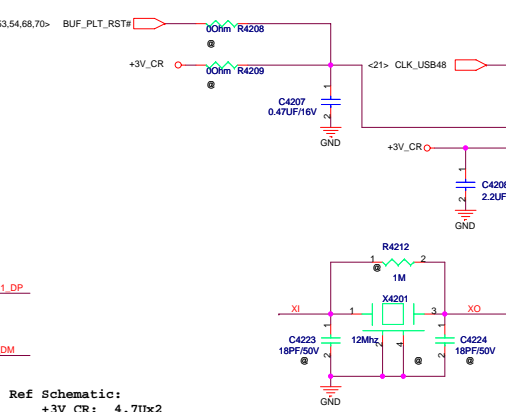 53,54,68,70> BUF_PLT_RST#
0Ohm R4208
@
+3V_CR
0Ohm R4209
@
<21> CLK_USB48
1
C4207
0.47UF/16V
2
GND
+3V_CR
1
C4208
2.2UF
2
GND
R4212
1 2
@
1M
1_DP
X4201
XI 1 3 XO
1 1
C4223 12Mhz C4224
18PF/50V 2 4 18PF/50V
@ 2 @ 2 @
DM
GND
Ref Schematic:
+3V_CR: 4.7Ux2